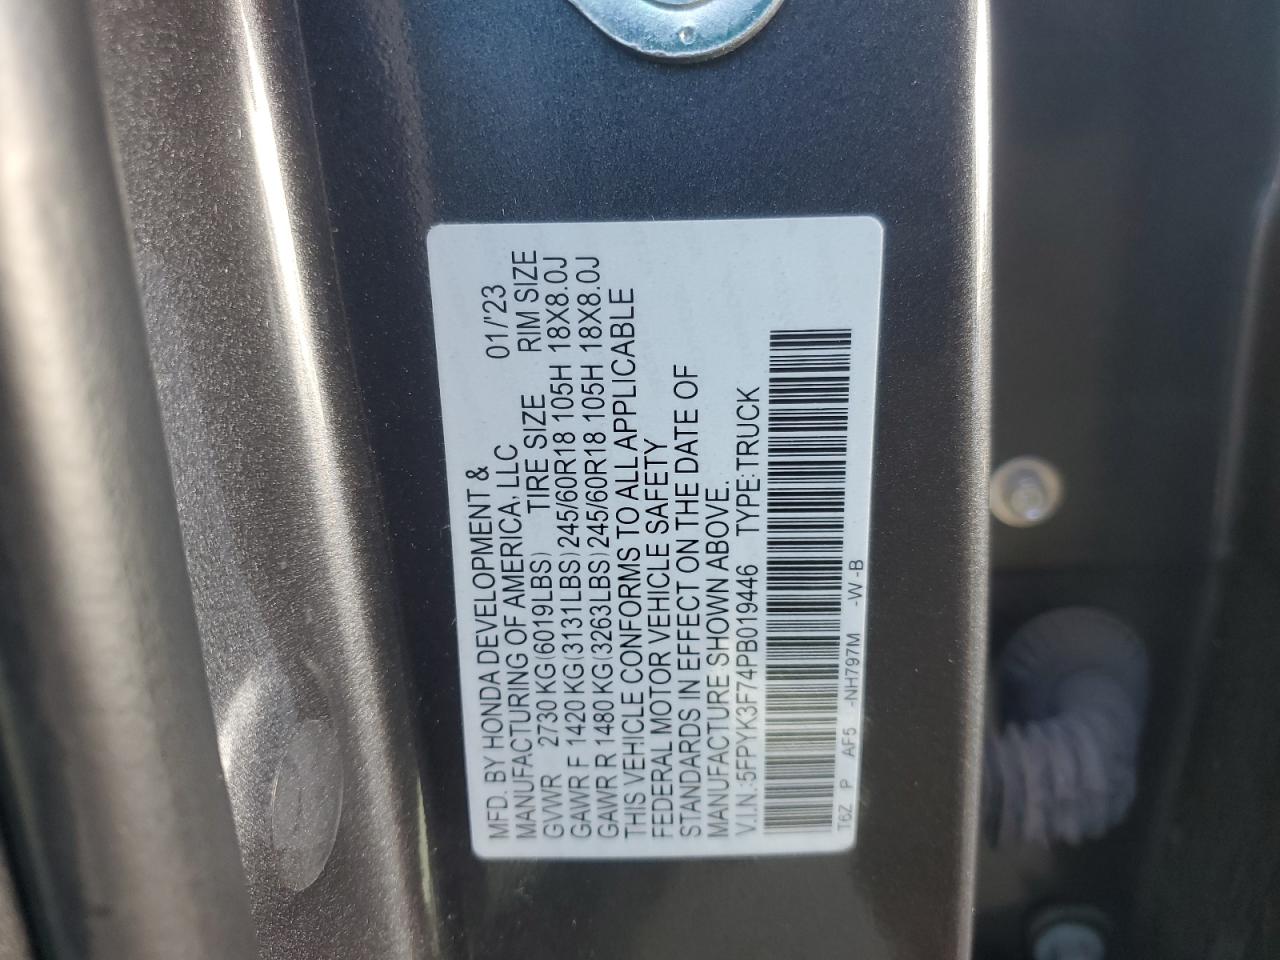 MFD. BY HONDA DEVELOPMENT &
MANUFACTURING OF AMERICA, LLC 01/'23
GVWR 2730 KG(6019LBS) TIRE SIZE RIM SIZE
GAWR F 1420 KG(3131LBS)245/60R18 105H 18X8.0J
GAWR R 1480 KG(3263LBS)245/60R18 105H 18X8.0J
THIS VEHICLE CONFORMS TO ALL APPLICABLE
FEDERAL MOTOR VEHICLE SAFETY
STANDARDS IN EFFECT ON THE DATE OF
MANUFACTURE SHOWN ABOVE.
V.I.N.:5FPYK3F74PB019446 TYPE:TRUCK
T6Z P AF5 -NH797M -W -B